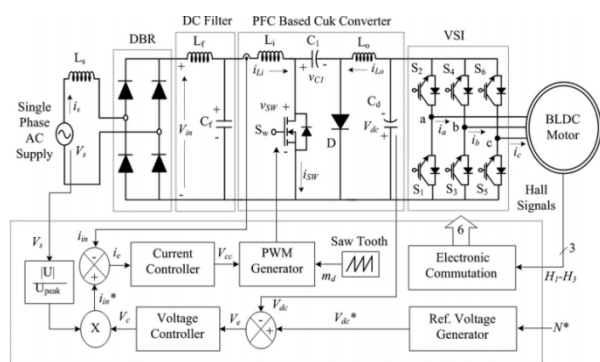 DC Filter
PFC Based Cuk Converter
DBR
VSI
Ls
Lf
Li
C1
Lo
iLi
vC1
iLo
S2
S4
S6
is
Single
Phase
AC
Supply
Vs
Vin
Cf
vSW
Sw
D
Cd
Vdc
a
b
c
ia
ib
ic
BLDC
Motor
iSW
S1
S3
S5
Hall
Signals
Vs
iin
ie
Current
Controller
Vcc
PWM
Generator
Saw Tooth
md
6
Electronic
Commutation
3
H1-H3
|U|
Upeak
iin*
X
Vc
Voltage
Controller
Ve
Vdc
Vdc*
Ref. Voltage
Generator
N*